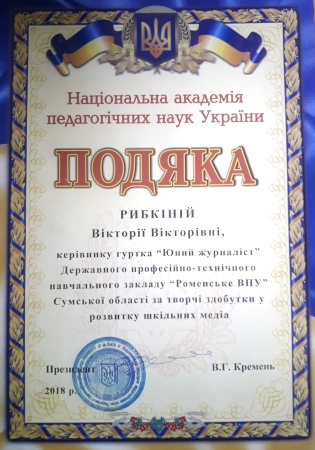 Національна академія
педагогічних наук України
ПОДЯКА
РИБКІНІЙ
Вікторії Вікторівні,
керівнику гуртка “Юний журналіст”
Державного професійно-технічного
навчального закладу “Роменське ВПУ”
Сумської області за творчі здобутки у
розвитку шкільних медіа
Президент В.Г. Кремень
2018 р.